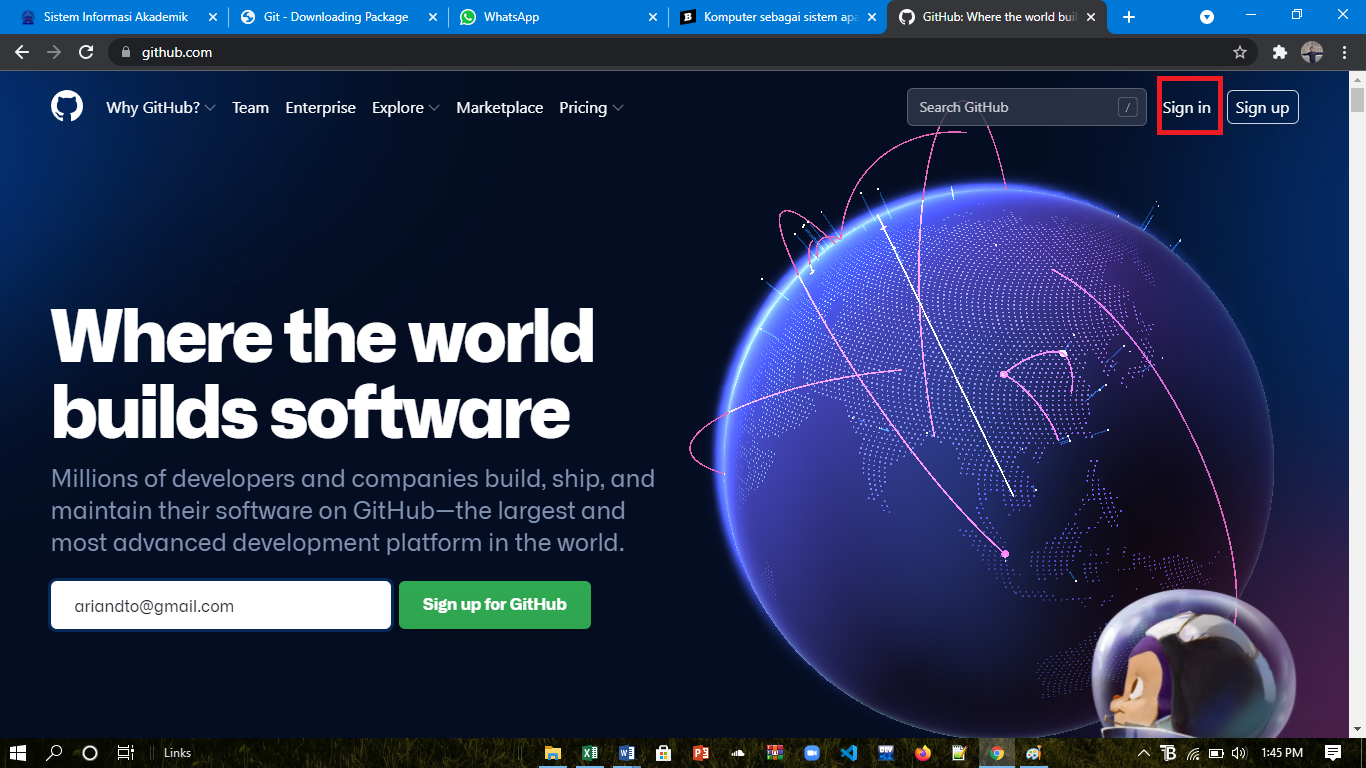 Sistem Informasi Akademik
Git - Downloading Package
WhatsApp
Komputer sebagai sistem apa
GitHub: Where the world buil
github.com
Why GitHub? Team Enterprise Explore Marketplace Pricing
Search GitHub /
Sign in
Sign up
Where the world
builds software
Millions of developers and companies build, ship, and
maintain their software on GitHub—the largest and
most advanced development platform in the world.
ariandto@gmail.com
Sign up for GitHub
Links
1:45 PM